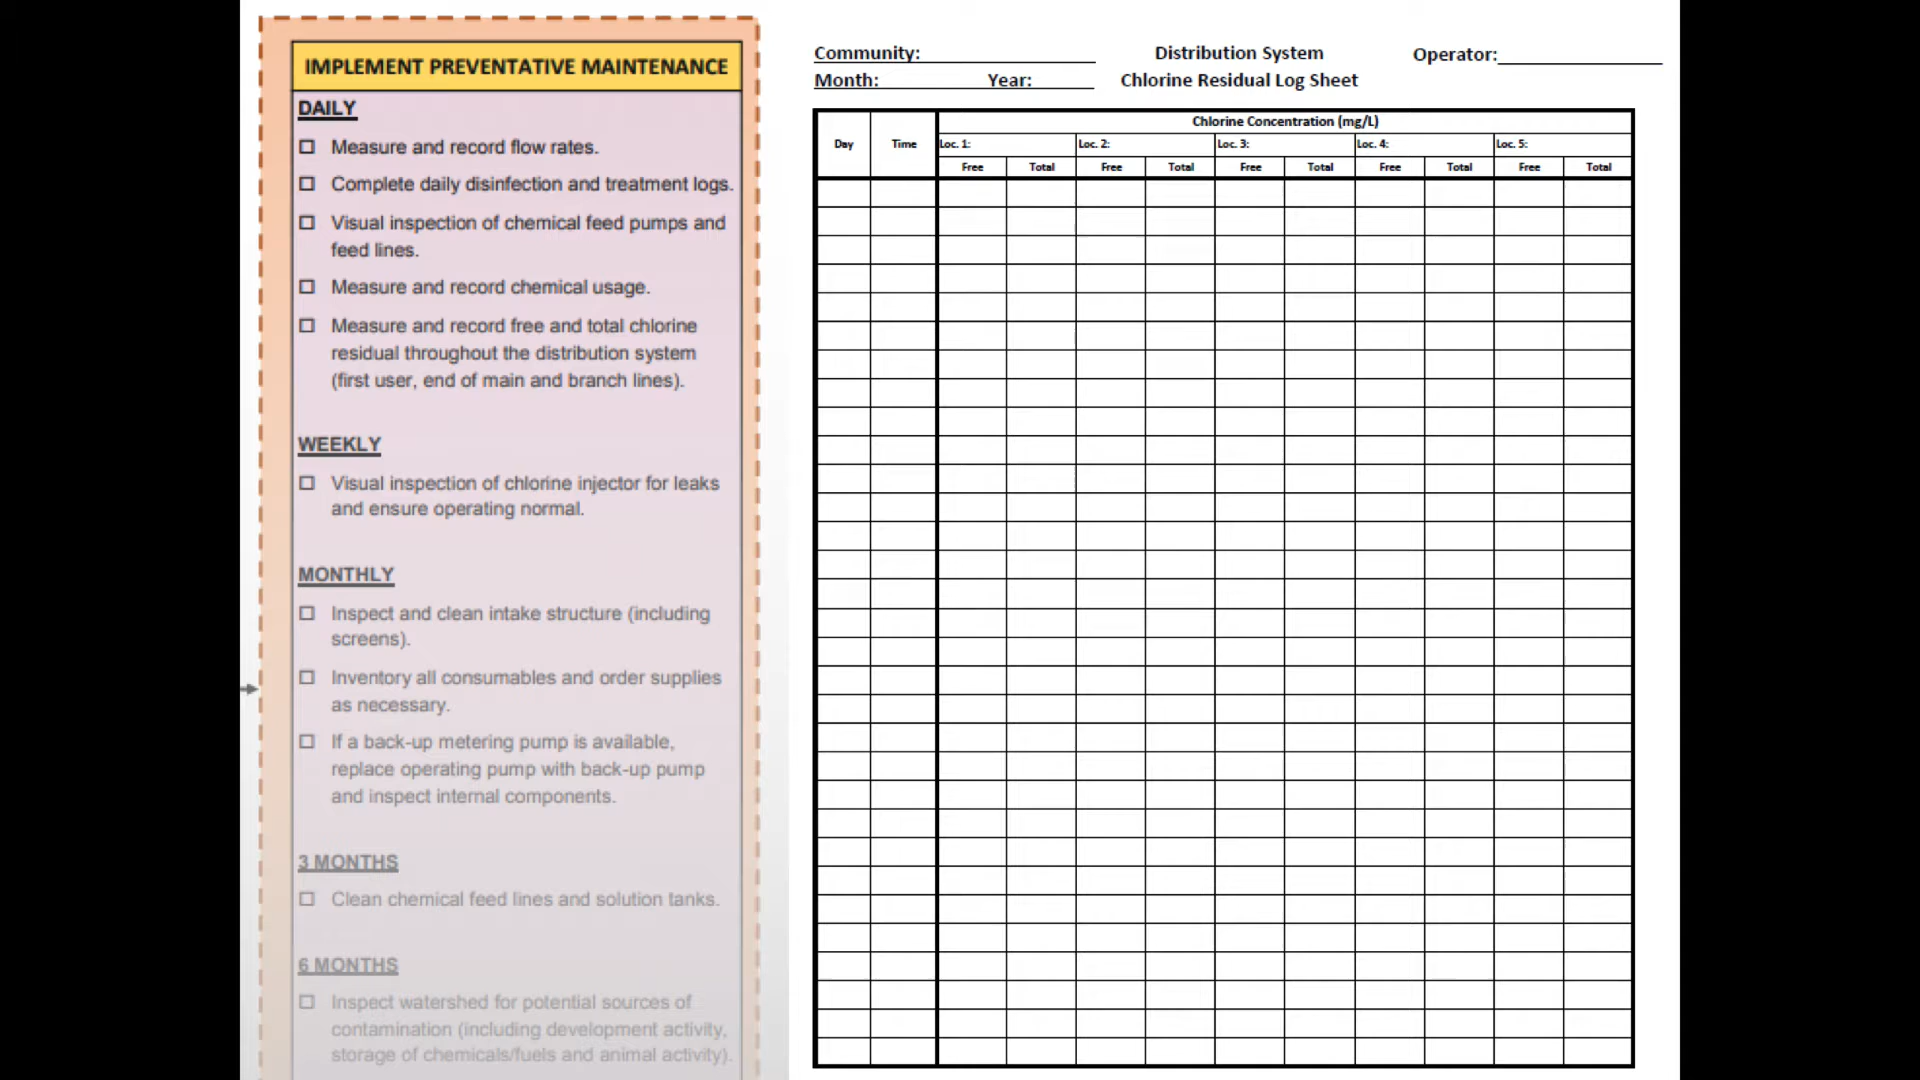 IMPLEMENT PREVENTATIVE MAINTENANCE
DAILY
Measure and record flow rates.
Complete daily disinfection and treatment logs.
Visual inspection of chemical feed pumps and
feed lines.
Measure and record chemical usage.
Measure and record free and total chlorine
residual throughout the distribution system
(first user, end of main and branch lines).
WEEKLY
Visual inspection of chlorine injector for leaks
and ensure operating normal.
MONTHLY
Inspect and clean intake structure (including
screens).
Inventory all consumables and order supplies
as necessary.
If a back-up metering pump is available,
replace operating pump with back-up pump
and inspect internal components.
3 MONTHS
Clean chemical feed lines and solution tanks.
6 MONTHS
Inspect watershed for potential sources of
contamination (including development activity,
storage of chemicals/fuels and animal activity).
Community: Distribution System Operator:
Month: Year: Chlorine Residual Log Sheet
Chlorine Concentration (mg/L)
Day Time Loc. 1: Loc. 2: Loc. 3: Loc. 4: Loc. 5:
Free Total Free Total Free Total Free Total Free Total